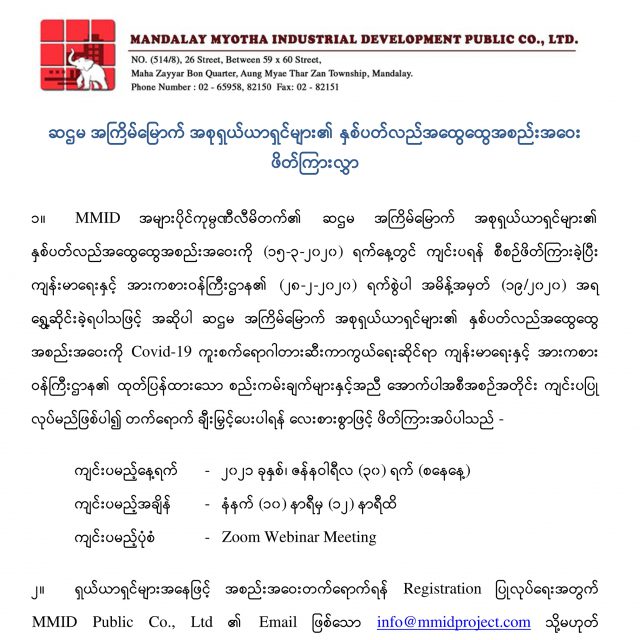 MMID
MANDALAY MYOTHA INDUSTRIAL DEVELOPMENT PUBLIC CO., LTD.
NO. (514/8), 26 Street, Between 59 x 60 Street,
Maha Zayyar Bon Quarter, Aung Myae Thar Zan Township, Mandalay.
Phone Number : 02 - 65958, 82150 Fax: 02 - 82151
ဆဌမ အကြိမ်မြောက် အစုရှယ်ယာရှင်များ၏ နှစ်ပတ်လည်အထွေထွေအစည်းအဝေး
ဖိတ်ကြားလွှာ
၁။ MMID အများပိုင်ကုမ္ပဏီလီမိတက်၏ ဆဌမ အကြိမ်မြောက် အစုရှယ်ယာရှင်များ၏
နှစ်ပတ်လည်အထွေထွေအစည်းအဝေးကို (၁၅-၃-၂၀၂၀) ရက်နေ့တွင် ကျင်းပရန် စီစဉ်ဖိတ်ကြားခဲ့ပြီး
ကျန်းမာရေးနှင့် အားကစားဝန်ကြီးဌာန၏ (၂၈-၂-၂၀၂၀) ရက်စွဲပါ အမိန့်အမှတ် (၁၉/၂၀၂၀) အရ
ရွှေ့ဆိုင်းခဲ့ရပါသဖြင့် အဆိုပါ ဆဌမ အကြိမ်မြောက် အစုရှယ်ယာရှင်များ၏ နှစ်ပတ်လည်အထွေထွေ
အစည်းအဝေးကို Covid-19 ကူးစက်ရောဂါတားဆီးကာကွယ်ရေးဆိုင်ရာ ကျန်းမာရေးနှင့် အားကစား
ဝန်ကြီးဌာန၏ ထုတ်ပြန်ထားသော စည်းကမ်းချက်များနှင့်အညီ အောက်ပါအစီအစဉ်အတိုင်း ကျင်းပပြု
လုပ်မည်ဖြစ်ပါ၍ တက်ရောက် ချီးမြှင့်ပေးပါရန် လေးစားစွာဖြင့် ဖိတ်ကြားအပ်ပါသည် -
ကျင်းပမည့်နေ့ရက် - ၂၀၂၁ ခုနှစ်၊ ဇန်နဝါရီလ (၃၀) ရက် (စနေနေ့)
ကျင်းပမည့်အချိန် - နံနက် (၁၀) နာရီမှ (၁၂) နာရီထိ
ကျင်းပမည့်ပုံစံ - Zoom Webinar Meeting
၂။ ရှယ်ယာရှင်များအနေဖြင့် အစည်းအဝေးတက်ရောက်ရန် Registration ပြုလုပ်ရေးအတွက်
MMID Public Co., Ltd ၏ Email ဖြစ်သော info@mmidproject.com သို့မဟုတ်